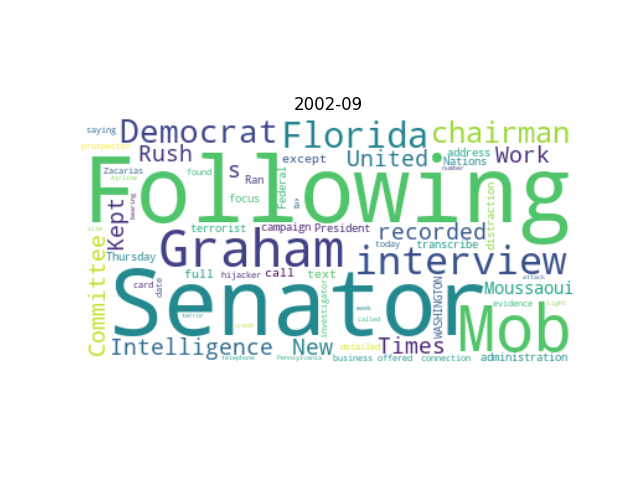 2002-09
saying
Democrat
Florida
chairman
prospector
Rush
s
except
United
address
Nations
Work
Zacarias
Airline
found
Ran
Federal
number
Following
focus
distraction
Kept
bearing
site
terrorist
campaign
President
recorded
Graham
today
transcribe
Thursday
interview
Committee
full
hijacker
call
text
card
date
Senator
investigator
WASHINGTON
Moussaoui
attack
evidence
Light
terror
crash
week
called
Mob
Intelligence
New
detailed
Times
telephone
Pennsylvania
business
offered
connection
administration